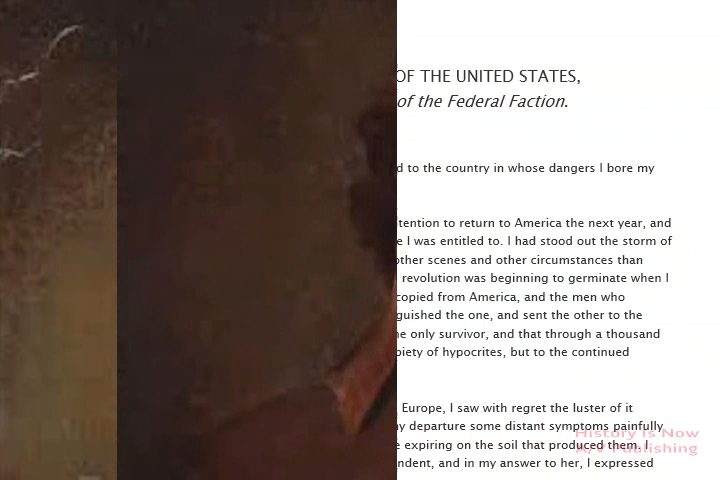 OF THE UNITED STATES,
of the Federal Faction.
to the country in whose dangers I bore my
to return to America the next year, and
I was entitled to. I had stood out the storm of
other scenes and other circumstances than
revolution was beginning to germinate when I
copied from America, and the men who
the one, and sent the other to the
only survivor, and that through a thousand
of hypocrites, but to the continued
Europe, I saw with regret the luster of it
departure some distant symptoms painfully
expiring on the soil that produced them. I
and in my answer to her, I expressed
History Is Now
A/V Publishing